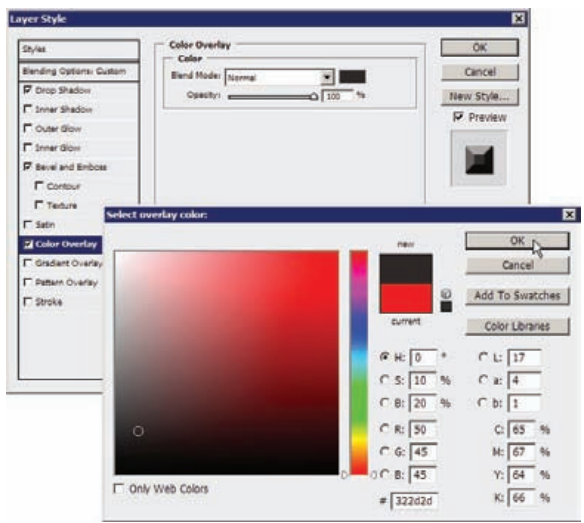 Layer Style
Styles
Blending Options: Custom
Drop Shadow
Inner Shadow
Outer Glow
Inner Glow
Bevel and Emboss
Contour
Texture
Satin
Color Overlay
Gradient Overlay
Pattern Overlay
Stroke
Color Overlay
Color
Blend Mode: Normal
Opacity: 100 %
OK
Cancel
New Style...
Preview
Select overlay color:
new
current
OK
Cancel
Add To Swatches
Color Libraries
H: 0 °
S: 10 %
B: 20 %
R: 50
G: 45
B: 45
# 322d2d
L: 17
a: 4
b: 1
C: 65 %
M: 67 %
Y: 64 %
K: 66 %
Only Web Colors